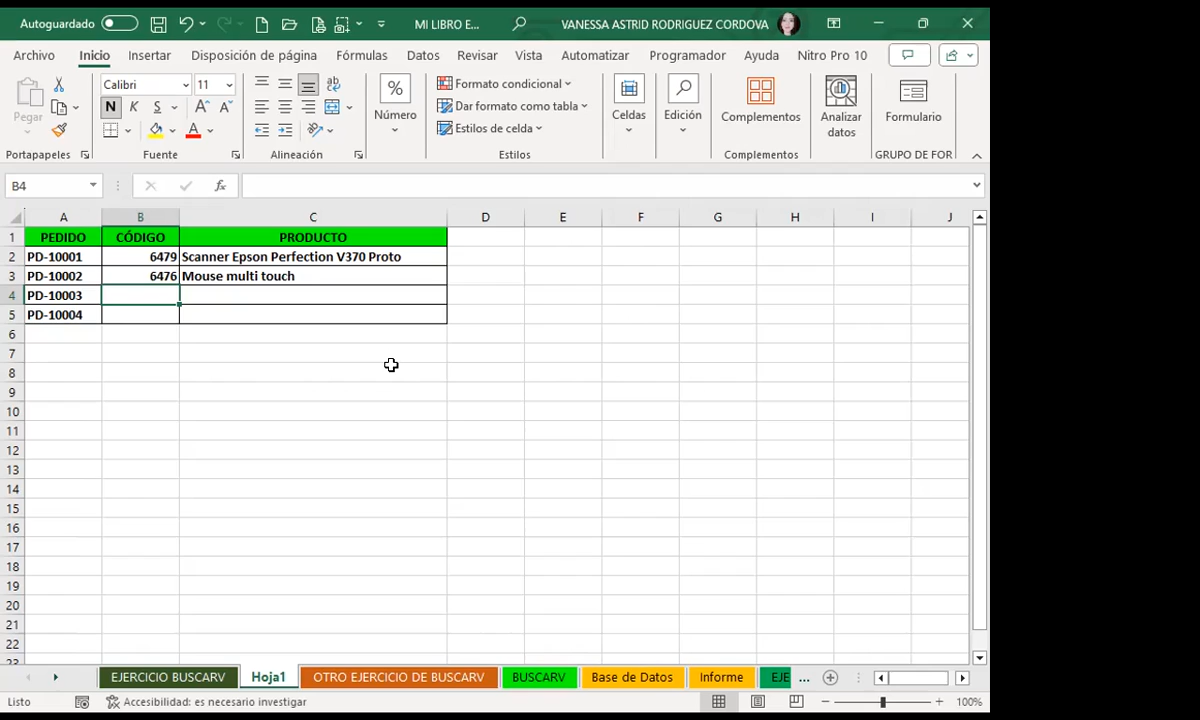 Autoguardado MI LIBRO E... VANESSA ASTRID RODRIGUEZ CORDOVA
Archivo Inicio Insertar Disposición de página Fórmulas Datos Revisar Vista Automatizar Programador Ayuda Nitro Pro 10
Pegar
Portapapeles
Calibri 11
N K S A A
A
Fuente
ab
Alineación
%
Número
Formato condicional
Dar formato como tabla
Estilos de celda
Estilos
Celdas
Edición
Complementos
Complementos
Analizar
datos
Formulario
GRUPO DE FOR
B4 fx
A B C D E F G H I J
1 PEDIDO CÓDIGO PRODUCTO
2 PD-10001 6479 Scanner Epson Perfection V370 Proto
3 PD-10002 6476 Mouse multi touch
4 PD-10003
5 PD-10004
6
7
8
9
10
11
12
13
14
15
16
17
18
19
20
21
22
23
EJERCICIO BUSCARV Hoja1 OTRO EJERCICIO DE BUSCARV BUSCARV Base de Datos Informe EJE ...
Listo Accesibilidad: es necesario investigar 100%